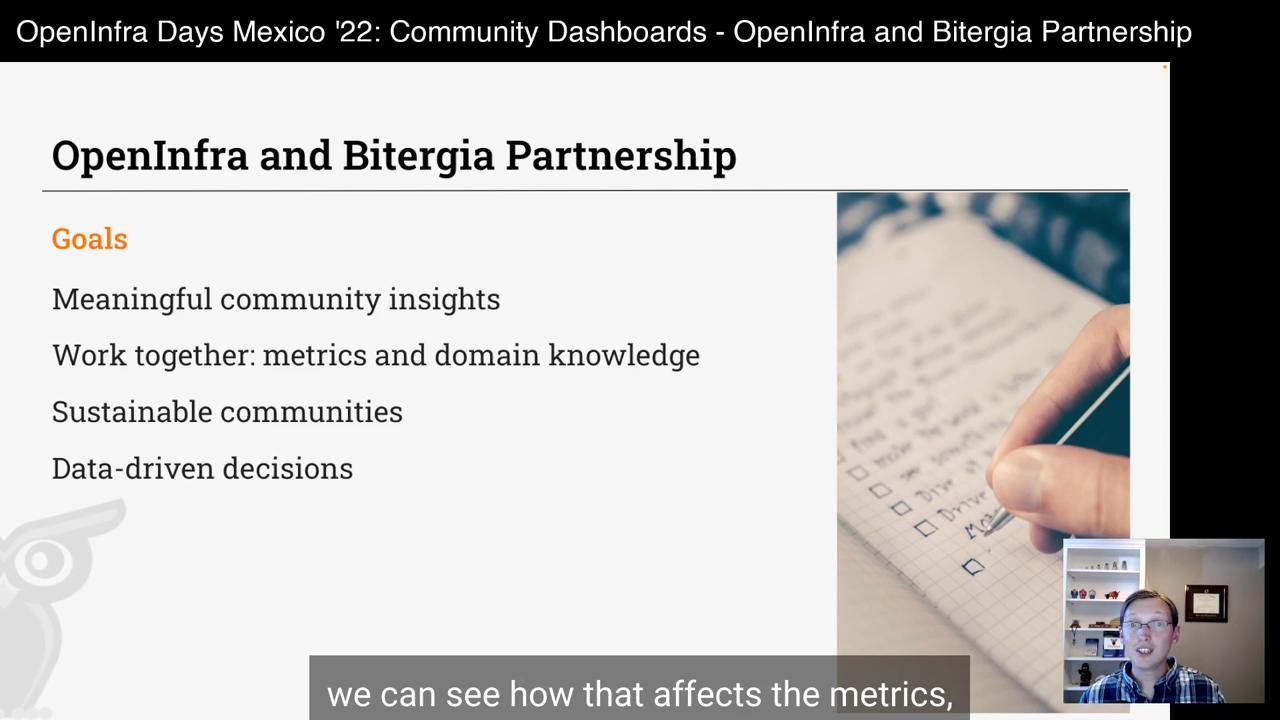 OpenInfra Days Mexico '22: Community Dashboards - OpenInfra and Bitergia Partnership
OpenInfra and Bitergia Partnership
Goals
Meaningful community insights
Work together: metrics and domain knowledge
Sustainable communities
Data-driven decisions
we can see how that affects the metrics,